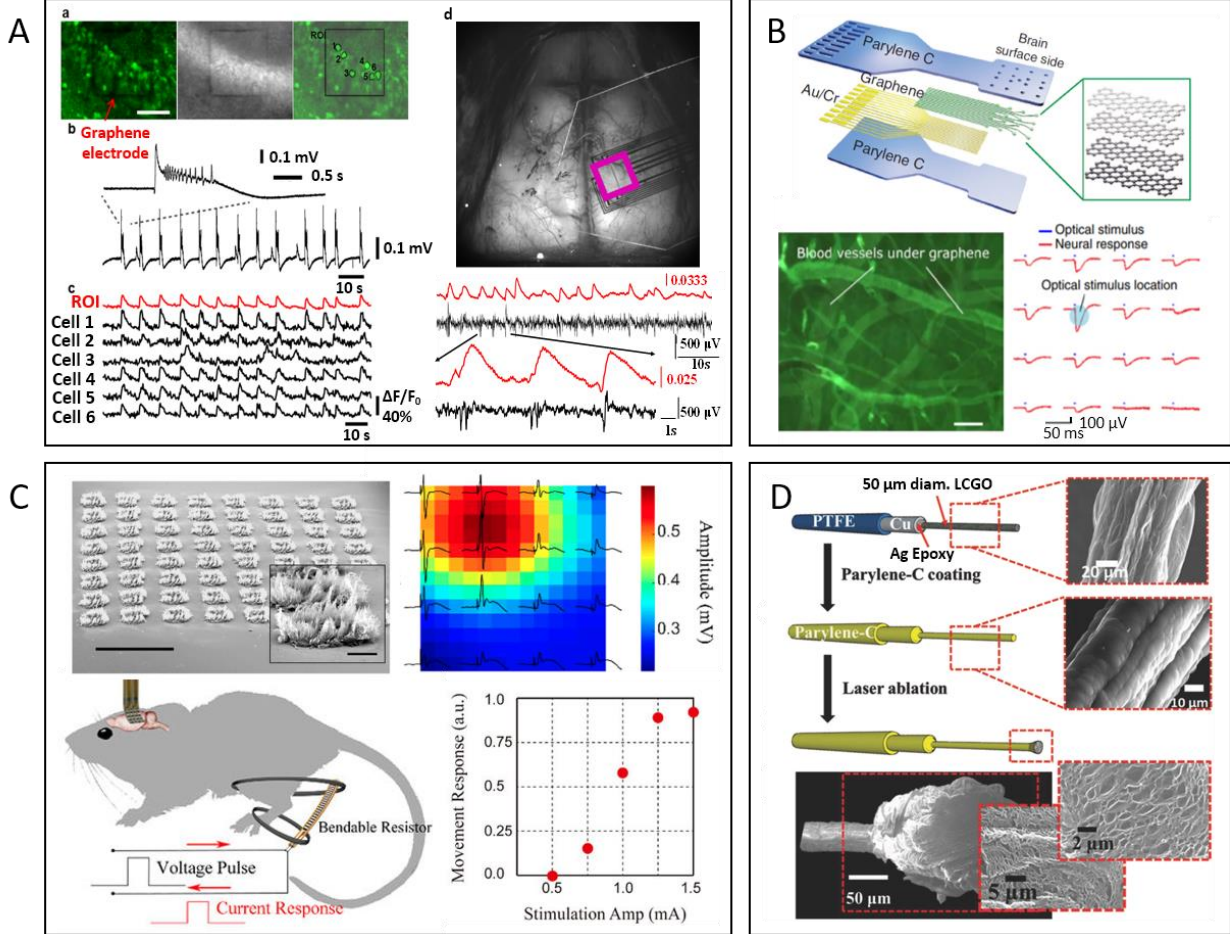 A
a
ROI
1
2
3
4
5
6
Graphene
electrode
b
0.1 mV
0.5 s
0.1 mV
10 s
c
ROI
Cell 1
Cell 2
Cell 3
Cell 4
Cell 5
Cell 6
ΔF/F₀
40%
10 s
d
0.0333
500 µV
10s
0.025
500 µV
1s
B
Parylene C
Brain
surface side
Graphene
Au/Cr
Parylene C
Blood vessels under graphene
Optical stimulus
Neural response
Optical stimulus location
100 µV
50 ms
C
0.5
0.4
0.3
Amplitude (mV)
Bendable Resistor
Voltage Pulse
Current Response
Movement Response (a.u.)
1.0
0.75
0.50
0.25
0
0.5
1.0
1.5
Stimulation Amp (mA)
D
50 µm diam. LCGO
PTFE
Cu
Ag Epoxy
20 µm
Parylene-C coating
Parylene-C
10 µm
Laser ablation
50 µm
5 µm
2 µm